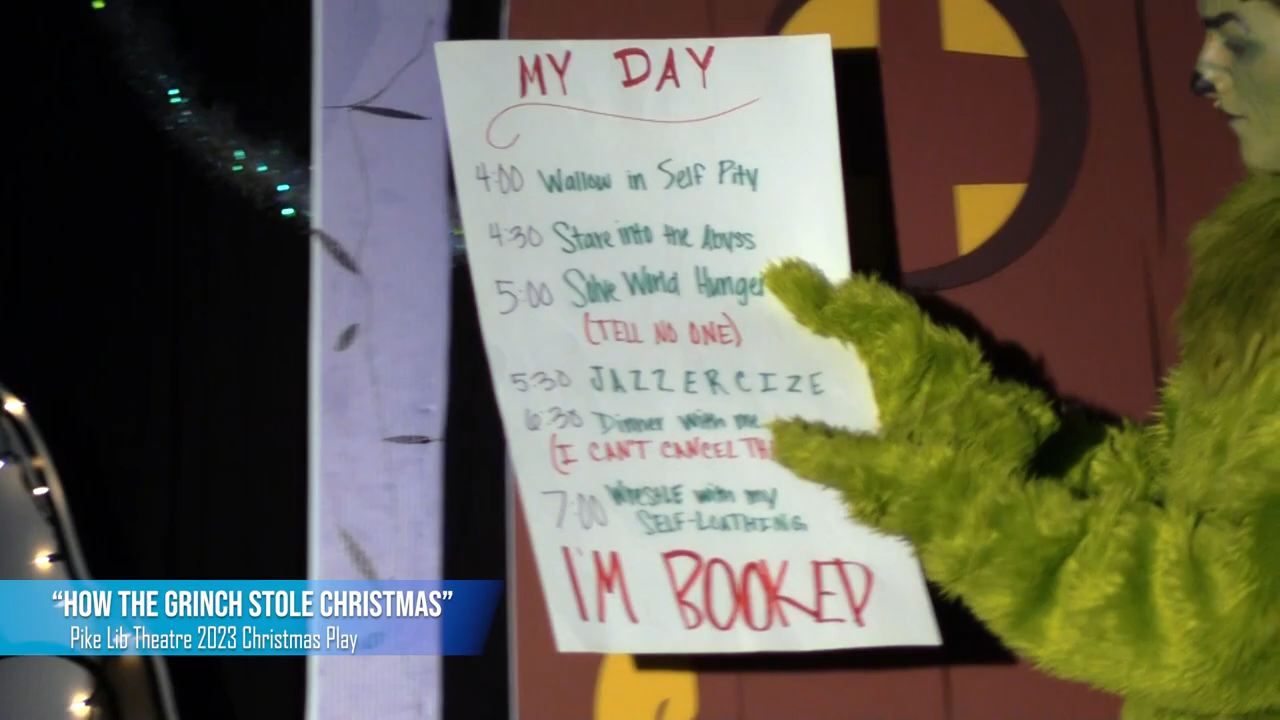 MY DAY
4:00 Wallow in Self Pity
4:30 Stare into the Abyss
5:00 Solve World Hunger
(TELL NO ONE)
5:30 JAZZERCIZE
6:30 Dinner with me
(I CAN'T CANCEL
7:00 Wrestle with my
SELF-LOATHING
I'M BOOKED
“HOW THE GRINCH STOLE CHRISTMAS”
Pike Lib Theatre 2023 Christmas Play